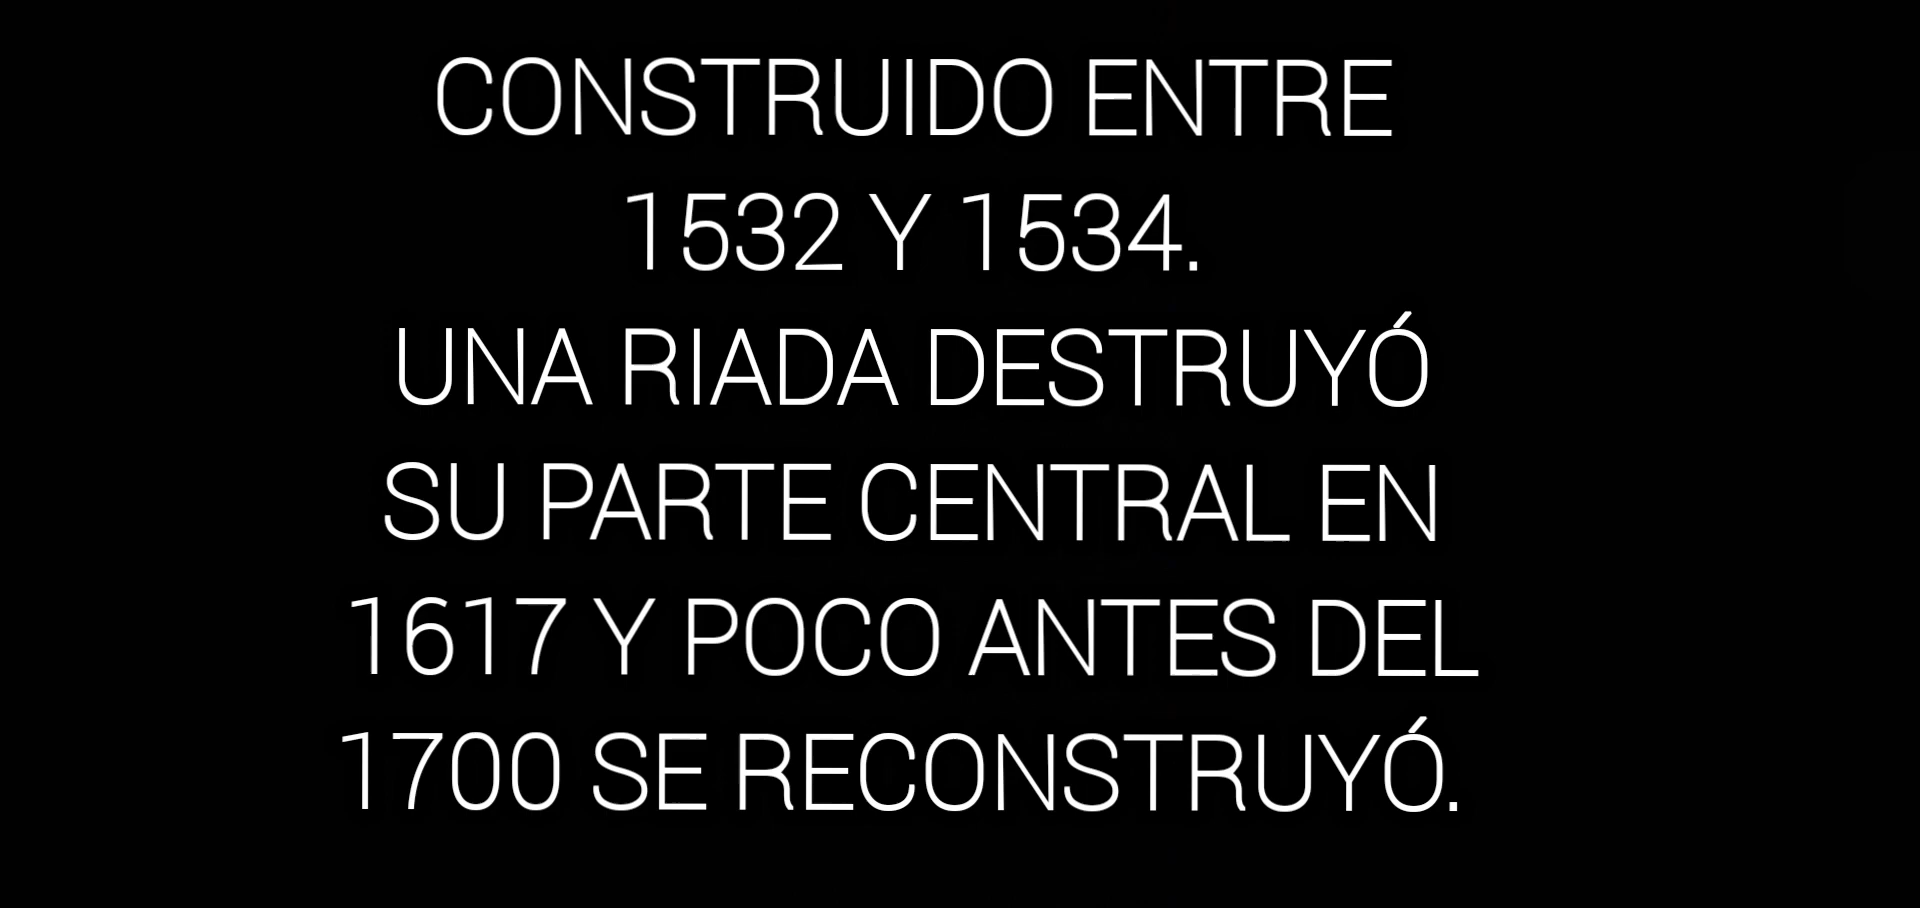 CONSTRUIDO ENTRE
1532 Y 1534.
UNA RIADA DESTRUYÓ
SU PARTE CENTRAL EN
1617 Y POCO ANTES DEL
1700 SE RECONSTRUYÓ.